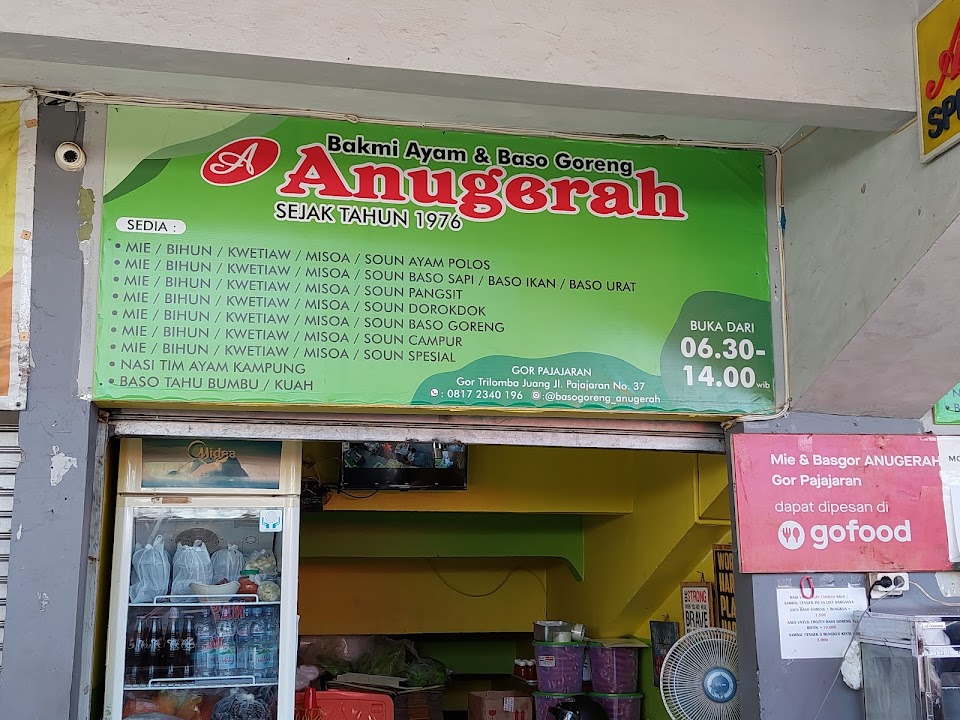 A
Bakmi Ayam & Baso Goreng
Anugerah
SEJAK TAHUN 1976
SEDIA :
• MIE / BIHUN / KWETIAW / MISOA / SOUN AYAM POLOS
• MIE / BIHUN / KWETIAW / MISOA / SOUN BASO SAPI / BASO IKAN / BASO URAT
• MIE / BIHUN / KWETIAW / MISOA / SOUN PANGSIT
• MIE / BIHUN / KWETIAW / MISOA / SOUN DOROKDOK
• MIE / BIHUN / KWETIAW / MISOA / SOUN BASO GORENG
• MIE / BIHUN / KWETIAW / MISOA / SOUN CAMPUR
• MIE / BIHUN / KWETIAW / MISOA / SOUN SPESIAL
• NASI TIM AYAM KAMPUNG
• BASO TAHU BUMBU / KUAH
BUKA DARI
06.30-
14.00 wib
GOR PAJAJARAN
Gor Trilomba Juang Jl. Pajajaran No. 37
: 0817 2340 196 : @basogoreng_anugerah
Midea
Mie & Basgor ANUGERAH
Gor Pajajaran
dapat dipesan di
gofood
STRONG
BRAVE